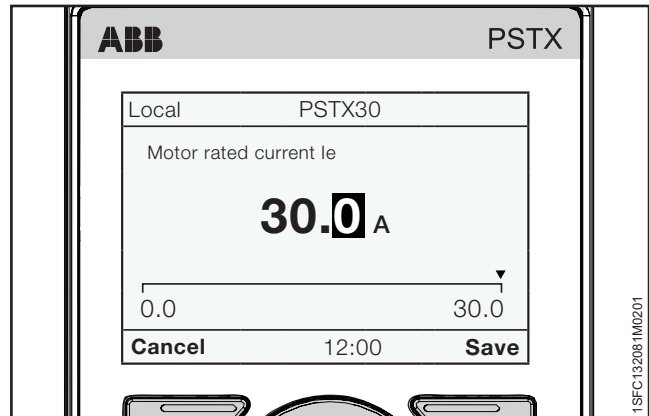 ABB PSTX
Local PSTX30
Motor rated current Ie
30.0 A
0.0 30.0
Cancel 12:00 Save
1SFC132081M0201